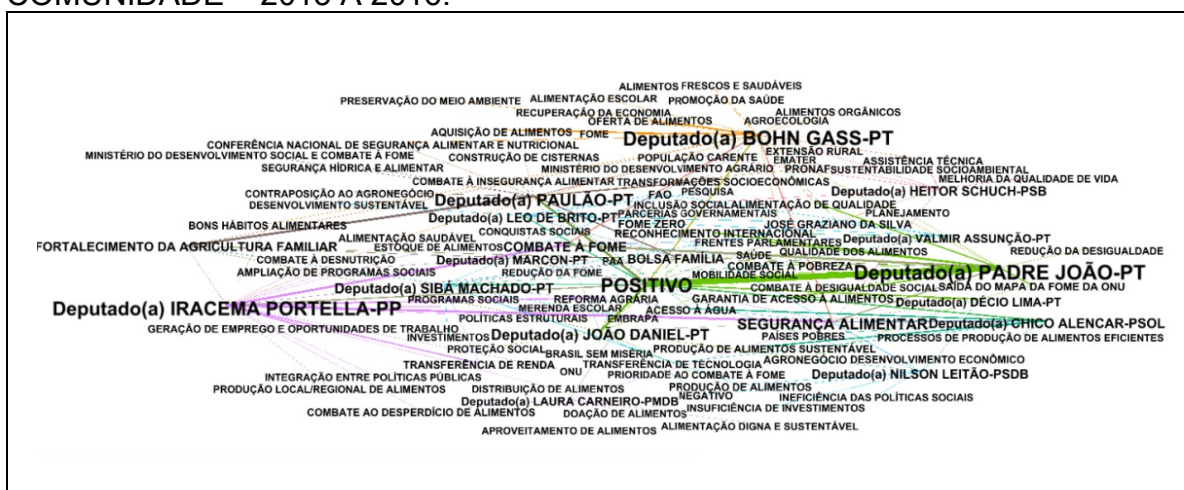 COMUNIDADE – 2015 A 2018.
ALIMENTOS FRESCOS E SAUDÁVEIS
PRESERVAÇÃO DO MEIO AMBIENTE ALIMENTAÇÃO ESCOLAR PROMOÇÃO DA SAÚDE
RECUPERAÇÃO DA ECONOMIA ALIMENTOS ORGÂNICOS
OFERTA DE ALIMENTOS AGROECOLOGIA
AQUISIÇÃO DE ALIMENTOS FOME Deputado(a) BOHN GASS-PT
CONFERÊNCIA NACIONAL DE SEGURANÇA ALIMENTAR E NUTRICIONAL EXTENSÃO RURAL
MINISTÉRIO DO DESENVOLVIMENTO SOCIAL E COMBATE À FOME CONSTRUÇÃO DE CISTERNAS POPULAÇÃO CARENTE EMATER ASSISTÊNCIA TÉCNICA
SEGURANÇA HÍDRICA E ALIMENTAR MINISTÉRIO DO DESENVOLVIMENTO AGRÁRIO PRONAF SUSTENTABILIDADE SOCIOAMBIENTAL
COMBATE À INSEGURANÇA ALIMENTAR TRANSFORMAÇÕES SOCIOECONÔMICAS MELHORIA DA QUALIDADE DE VIDA
CONTRAPOSIÇÃO AO AGRONEGÓCIO FAO PESQUISA Deputado(a) HEITOR SCHUCH-PSB
DESENVOLVIMENTO SUSTENTÁVEL Deputado(a) PAULÃO-PT INCLUSÃO SOCIAL ALIMENTAÇÃO DE QUALIDADE
Deputado(a) LEO DE BRITO-PT PARCERIAS GOVERNAMENTAIS PLANEJAMENTO
BONS HÁBITOS ALIMENTARES CONQUISTAS SOCIAIS FOME ZERO JOSÉ GRAZIANO DA SILVA
RECONHECIMENTO INTERNACIONAL
ALIMENTAÇÃO SAUDÁVEL FRENTES PARLAMENTARES Deputado(a) VALMIR ASSUNÇÃO-PT
FORTALECIMENTO DA AGRICULTURA FAMILIAR ESTOQUE DE ALIMENTOS COMBATE À FOME QUALIDADE DOS ALIMENTOS REDUÇÃO DA DESIGUALDADE
COMBATE À DESNUTRIÇÃO Deputado(a) MARCON-PT PAA BOLSA FAMÍLIA SAÚDE
AMPLIAÇÃO DE PROGRAMAS SOCIAIS REDUÇÃO DA FOME MOBILIDADE SOCIAL COMBATE À POBREZA Deputado(a) PADRE JOÃO-PT
Deputado(a) SIBÁ MACHADO-PT POSITIVO COMBATE À DESIGUALDADE SOCIAL SAÍDA DO MAPA DA FOME DA ONU
PROGRAMAS SOCIAIS REFORMA AGRÁRIA GARANTIA DE ACESSO À ALIMENTOS Deputado(a) DÉCIO LIMA-PT
Deputado(a) IRACEMA PORTELLA-PP MERENDA ESCOLAR ACESSO À ÁGUA
POLÍTICAS ESTRUTURAIS EMBRAPA
GERAÇÃO DE EMPREGO E OPORTUNIDADES DE TRABALHO SEGURANÇA ALIMENTAR Deputado(a) CHICO ALENCAR-PSOL
INVESTIMENTOS Deputado(a) JOÃO DANIEL-PT PAÍSES POBRES PROCESSOS DE PRODUÇÃO DE ALIMENTOS EFICIENTES
PROTEÇÃO SOCIAL BRASIL SEM MISÉRIA PRODUÇÃO DE ALIMENTOS SUSTENTÁVEL
TRANSFERÊNCIA DE RENDA TRANSFERÊNCIA DE TECNOLOGIA AGRONEGÓCIO DESENVOLVIMENTO ECONÔMICO
INTEGRAÇÃO ENTRE POLÍTICAS PÚBLICAS ONU PRIORIDADE AO COMBATE À FOME Deputado(a) NILSON LEITÃO-PSDB
PRODUÇÃO LOCAL/REGIONAL DE ALIMENTOS DISTRIBUIÇÃO DE ALIMENTOS PRODUÇÃO DE ALIMENTOS
Deputado(a) LAURA CARNEIRO-PMDB NEGATIVO INEFICIÊNCIA DAS POLÍTICAS SOCIAIS
COMBATE AO DESPERDÍCIO DE ALIMENTOS DOAÇÃO DE ALIMENTOS INSUFICIÊNCIA DE INVESTIMENTOS
APROVEITAMENTO DE ALIMENTOS ALIMENTAÇÃO DIGNA E SUSTENTÁVEL